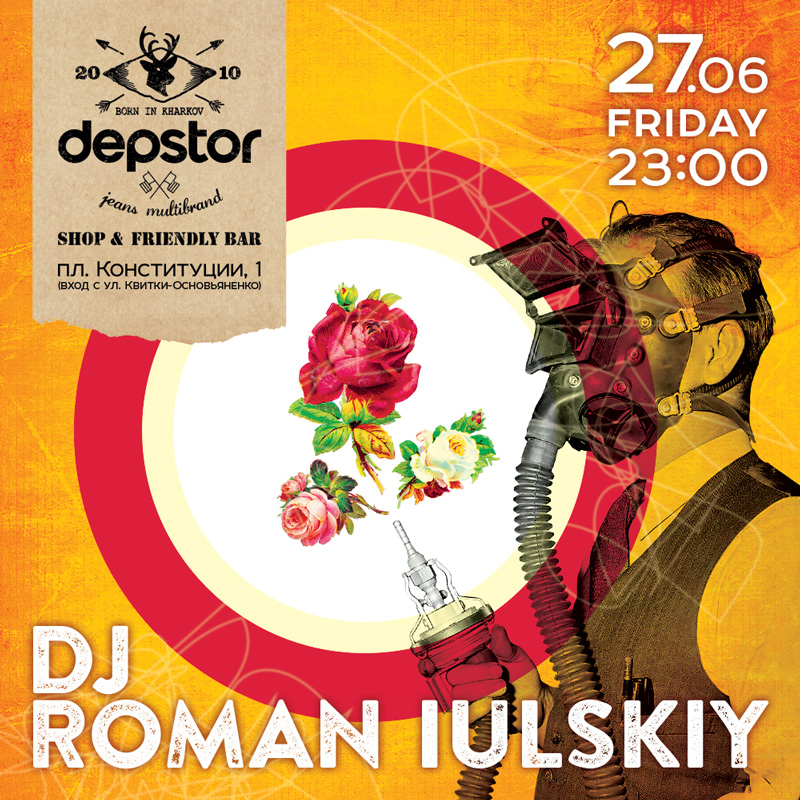 20 10
BORN IN KHARKOV
depstor
jeans multibrand
SHOP & FRIENDLY BAR
пл. Конституции, 1
(вход с ул. Квитки-Основьяненко)
27.06
FRIDAY
23:00
DJ
ROMAN IULSKIY